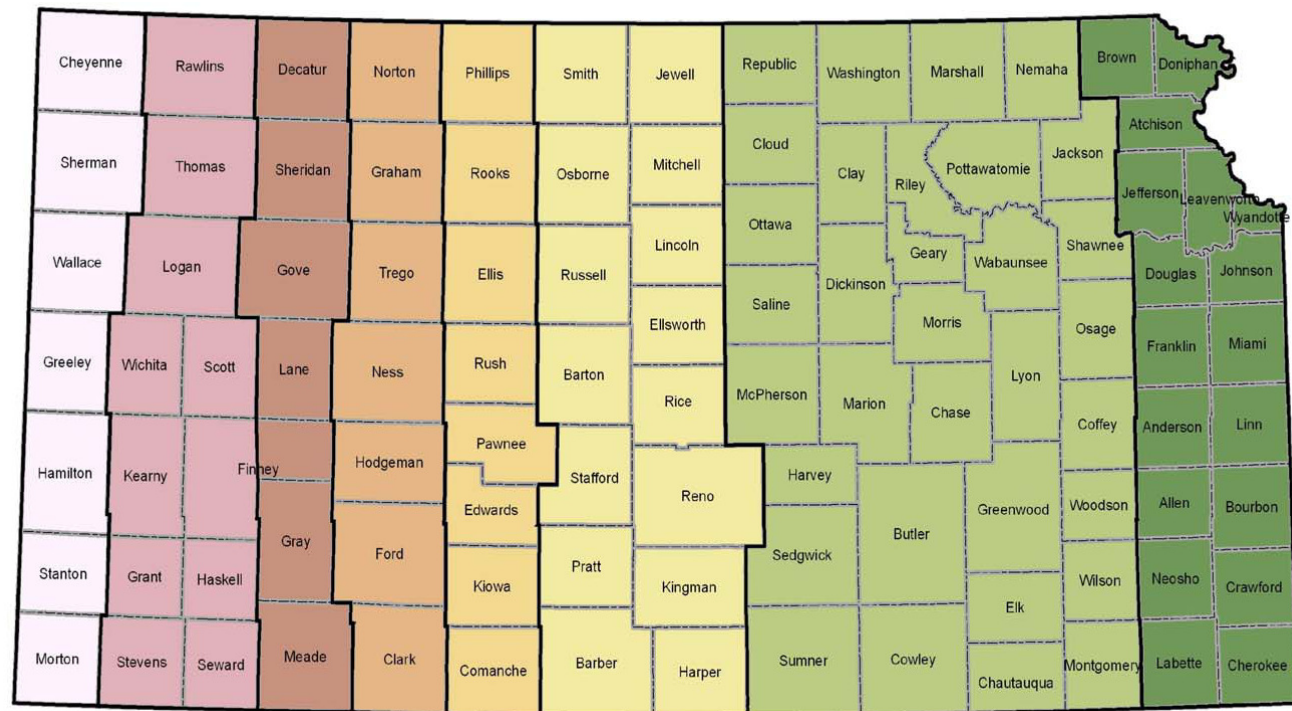 Cheyenne
Rawlins
Decatur
Norton
Phillips
Smith
Jewell
Republic
Washington
Marshall
Nemaha
Brown
Doniphan
Atchison
Sherman
Thomas
Sheridan
Graham
Rooks
Osborne
Mitchell
Cloud
Clay
Riley
Pottawatomie
Jackson
Jefferson
Leavenworth
Wyandotte
Wallace
Logan
Gove
Trego
Ellis
Russell
Lincoln
Ottawa
Dickinson
Geary
Wabaunsee
Shawnee
Douglas
Johnson
Greeley
Wichita
Scott
Lane
Ness
Rush
Barton
Ellsworth
Saline
Morris
Osage
Franklin
Miami
Rice
McPherson
Marion
Chase
Lyon
Coffey
Anderson
Linn
Hamilton
Kearny
Finney
Hodgeman
Pawnee
Edwards
Stafford
Reno
Harvey
Butler
Greenwood
Woodson
Allen
Bourbon
Stanton
Grant
Haskell
Gray
Ford
Kiowa
Pratt
Kingman
Sedgwick
Elk
Wilson
Neosho
Crawford
Morton
Stevens
Seward
Meade
Clark
Comanche
Barber
Harper
Sumner
Cowley
Chautauqua
Montgomery
Labette
Cherokee